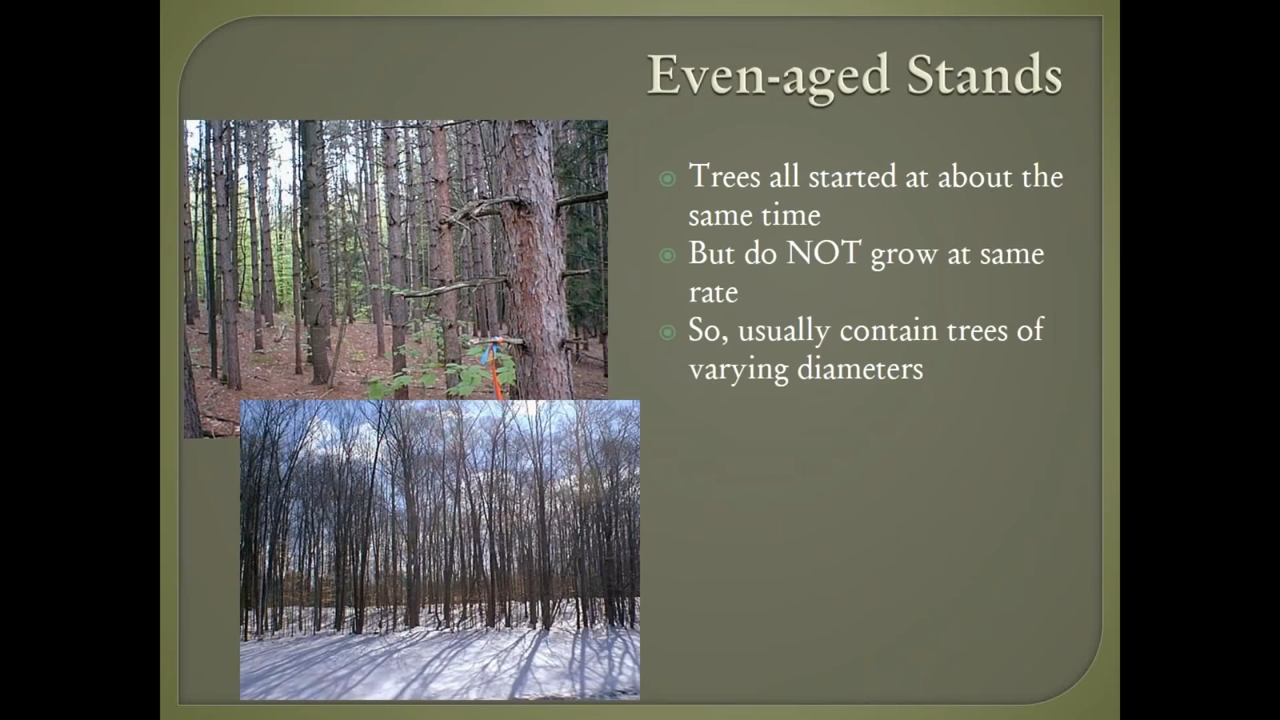 Even-aged Stands
Trees all started at about the
same time
But do NOT grow at same
rate
So, usually contain trees of
varying diameters